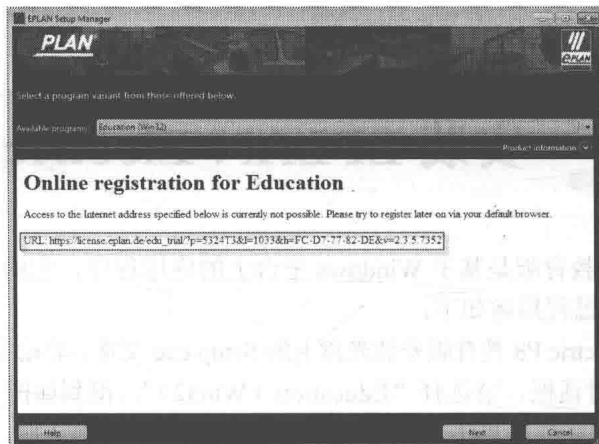 EPLAN Setup Manager
PLAN
EPLAN
Select a program variant from those offered below.
Available programs: Education (Win32)
Product information
Online registration for Education
Access to the Internet address specified below is currently not possible. Please try to register later on via your default browser.
URL: https://license.eplan.de/edu_trial/?p=5324T3&l=1033&h=FC-D7-77-82-DE&v=2.3.5.7352
Help
Next
Cancel